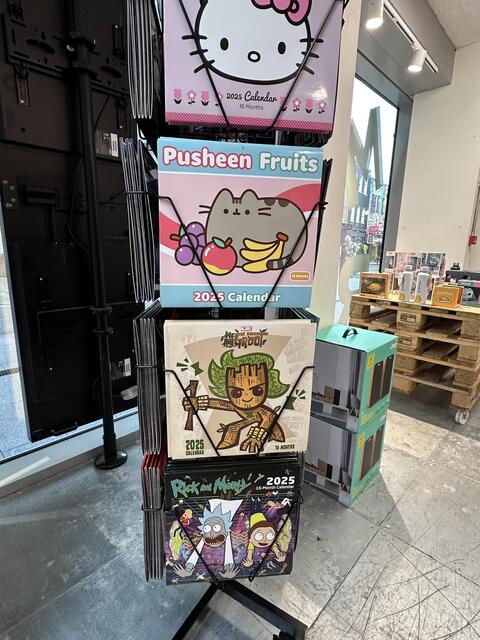 2025 Calendar
16 Months
Pusheen Fruits
2025 Calendar
GROOT
2025
CALENDAR
16 MONTHS
Rick and Morty
2025
16-Month Calendar